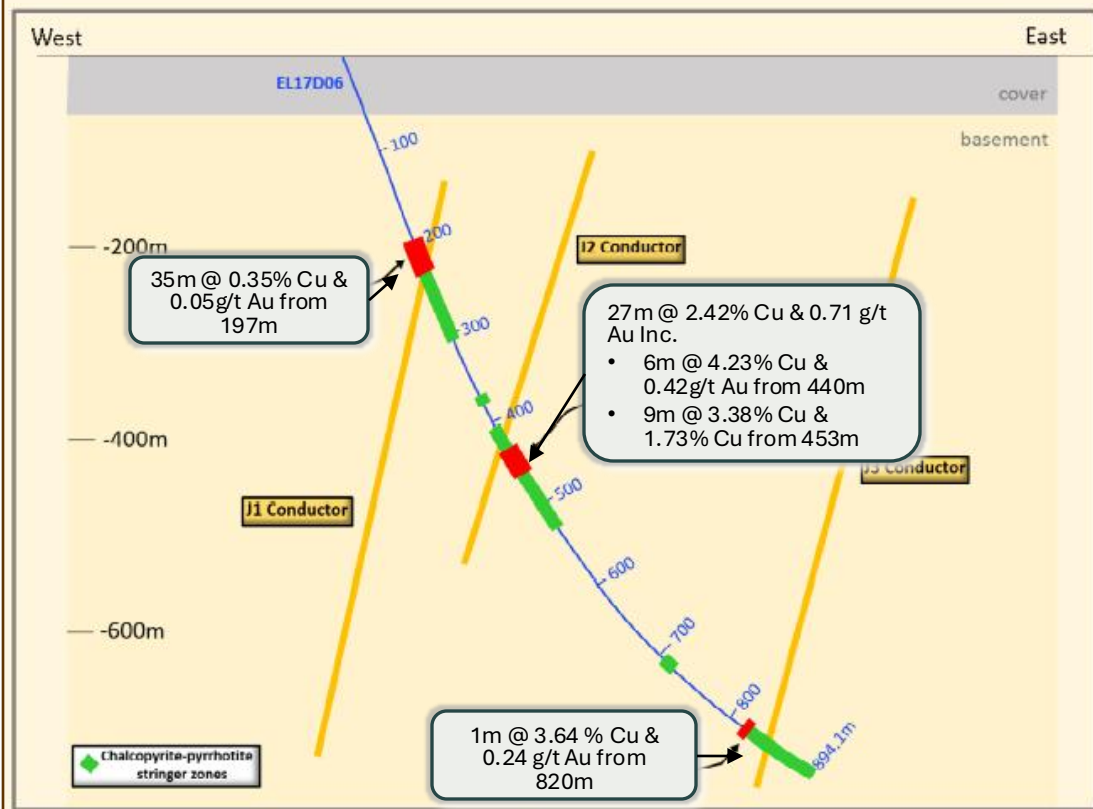 West
East
EL17D06
cover
basement
100
-200m
200
J2 Conductor
35m @ 0.35% Cu &
0.05g/t Au from
197m
27m @ 2.42% Cu & 0.71 g/t
Au Inc.
• 6m @ 4.23% Cu &
0.42g/t Au from 440m
• 9m @ 3.38% Cu &
1.73% Cu from 453m
300
400
-400m
J3 Conductor
500
J1 Conductor
600
-600m
700
800
1m @ 3.64 % Cu &
0.24 g/t Au from
820m
894.1m
Chalcopyrite-pyrrhotite
stringer zones